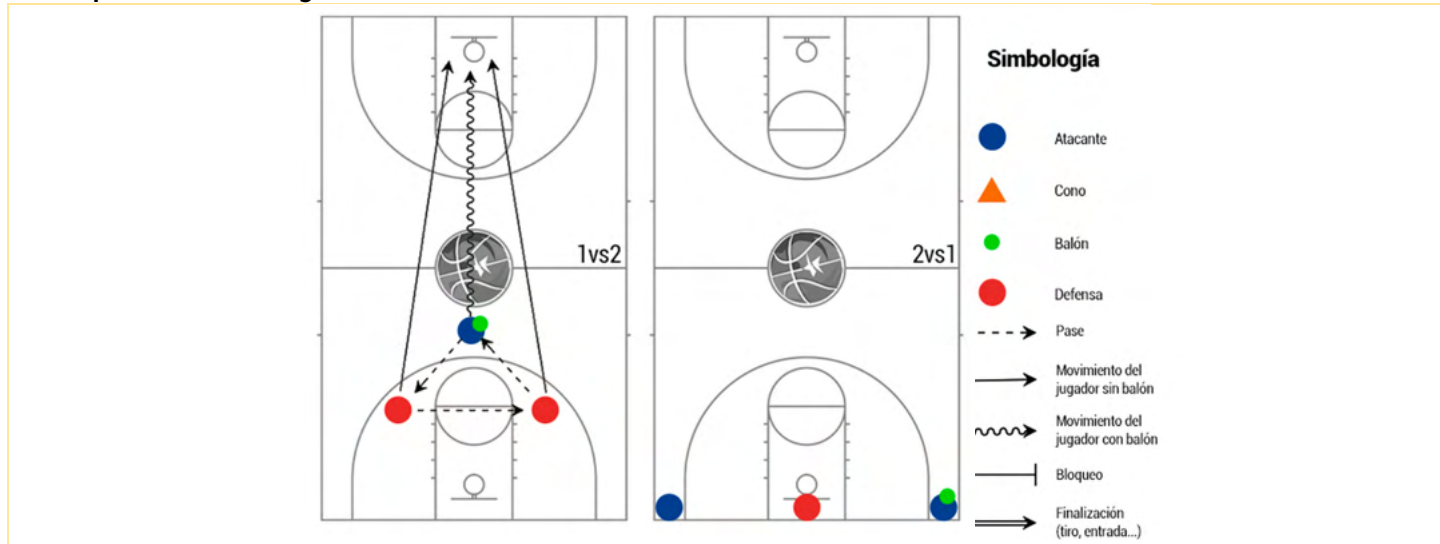 1vs2
2vs1
Simbología
Atacante
Cono
Balón
Defensa
Pase
Movimiento del
jugador sin balón
Movimiento del
jugador con balón
Bloqueo
Finalización
(tiro, entrada...)